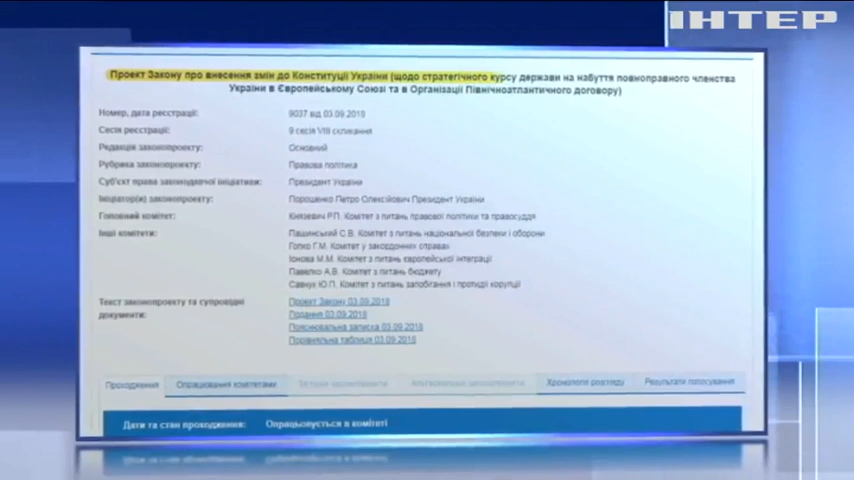 ІНТЕР
Проект Закону про внесення змін до Конституції України (щодо стратегічного курсу держави на набуття повноправного членства
України в Європейському Союзі та в Організації Північноатлантичного договору)
Номер, дата реєстрації: 9037 від 03.09.2018
Сесія реєстрації: 9 сесія VIII скликання
Редакція законопроекту: Основний
Рубрика законопроекту: Правова політика
Суб'єкт права законодавчої ініціативи: Президент України
Ініціатор(и) законопроекту: Порошенко Петро Олексійович Президент України
Головний комітет: Князевич Р.П. Комітет з питань правової політики та правосуддя
Інші комітети: Пашинський С.В. Комітет з питань національної безпеки і оборони
Гопко Г.М. Комітет у закордонних справах
Іонова М.М. Комітет з питань європейської інтеграції
Павелко А.В. Комітет з питань бюджету
Савчук Ю.П. Комітет з питань запобігання і протидії корупції
Текст законопроекту та супровідні Проект Закону 03.09.2018
документи: Подання 03.09.2018
Пояснювальна записка 03.09.2018
Порівняльна таблиця 03.09.2018
Проходження Опрацювання комітетами Альтернативні законопроекти Хронологія розгляду Результати голосування
Дати та стан проходження: Опрацьовується в комітеті